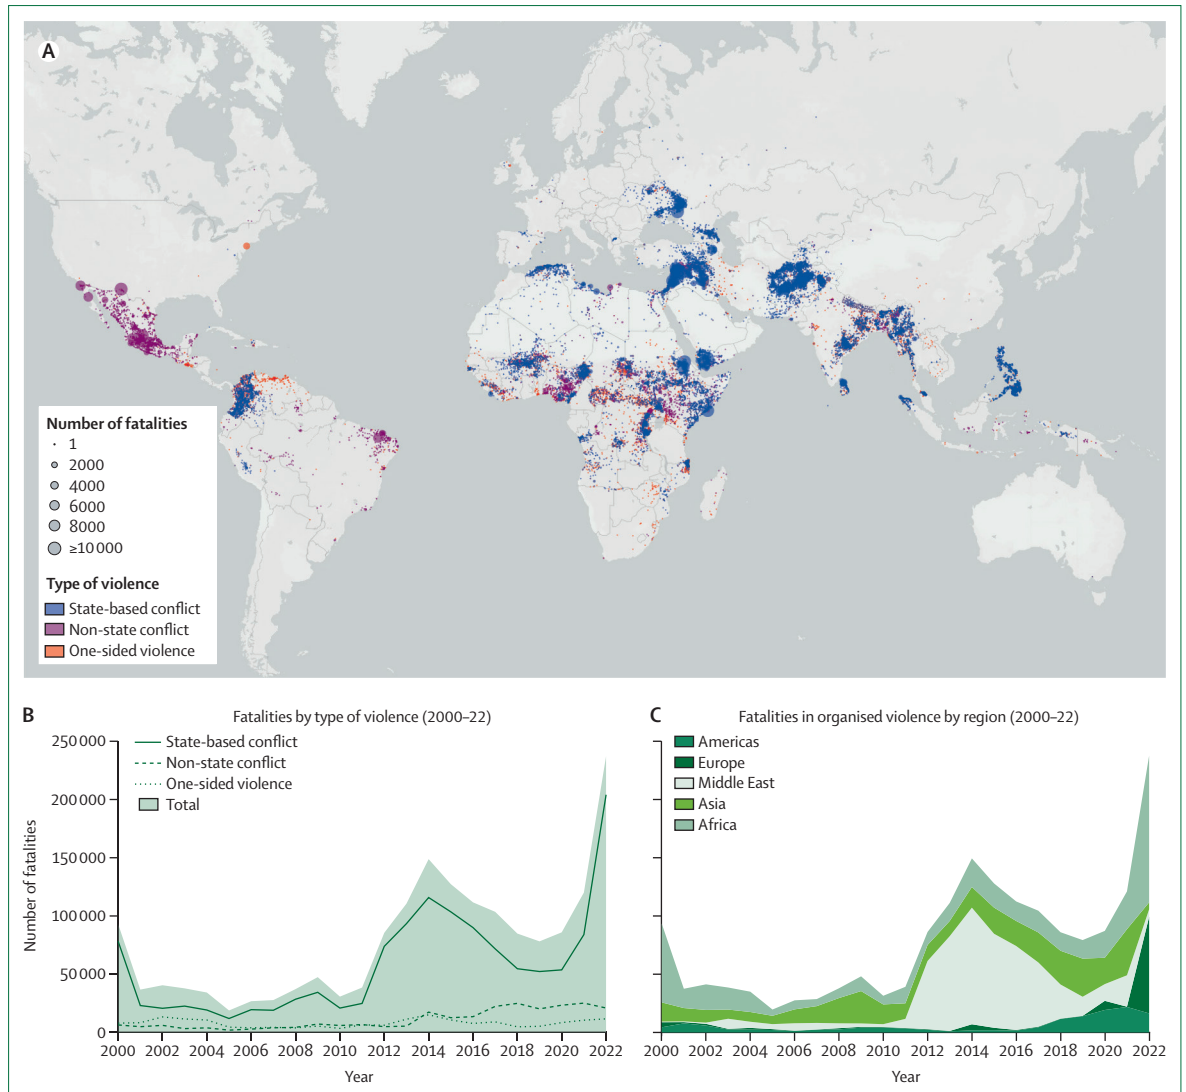 A
Number of fatalities
1
2000
4000
6000
8000
≥10 000
Type of violence
State-based conflict
Non-state conflict
One-sided violence
B
Fatalities by type of violence (2000–22)
250 000
200 000
150 000
100 000
50 000
0
Number of fatalities
State-based conflict
Non-state conflict
One-sided violence
Total
2000 2002 2004 2006 2008 2010 2012 2014 2016 2018 2020 2022
Year
C
Fatalities in organised violence by region (2000–22)
Americas
Europe
Middle East
Asia
Africa
2000 2002 2004 2006 2008 2010 2012 2014 2016 2018 2020 2022
Year